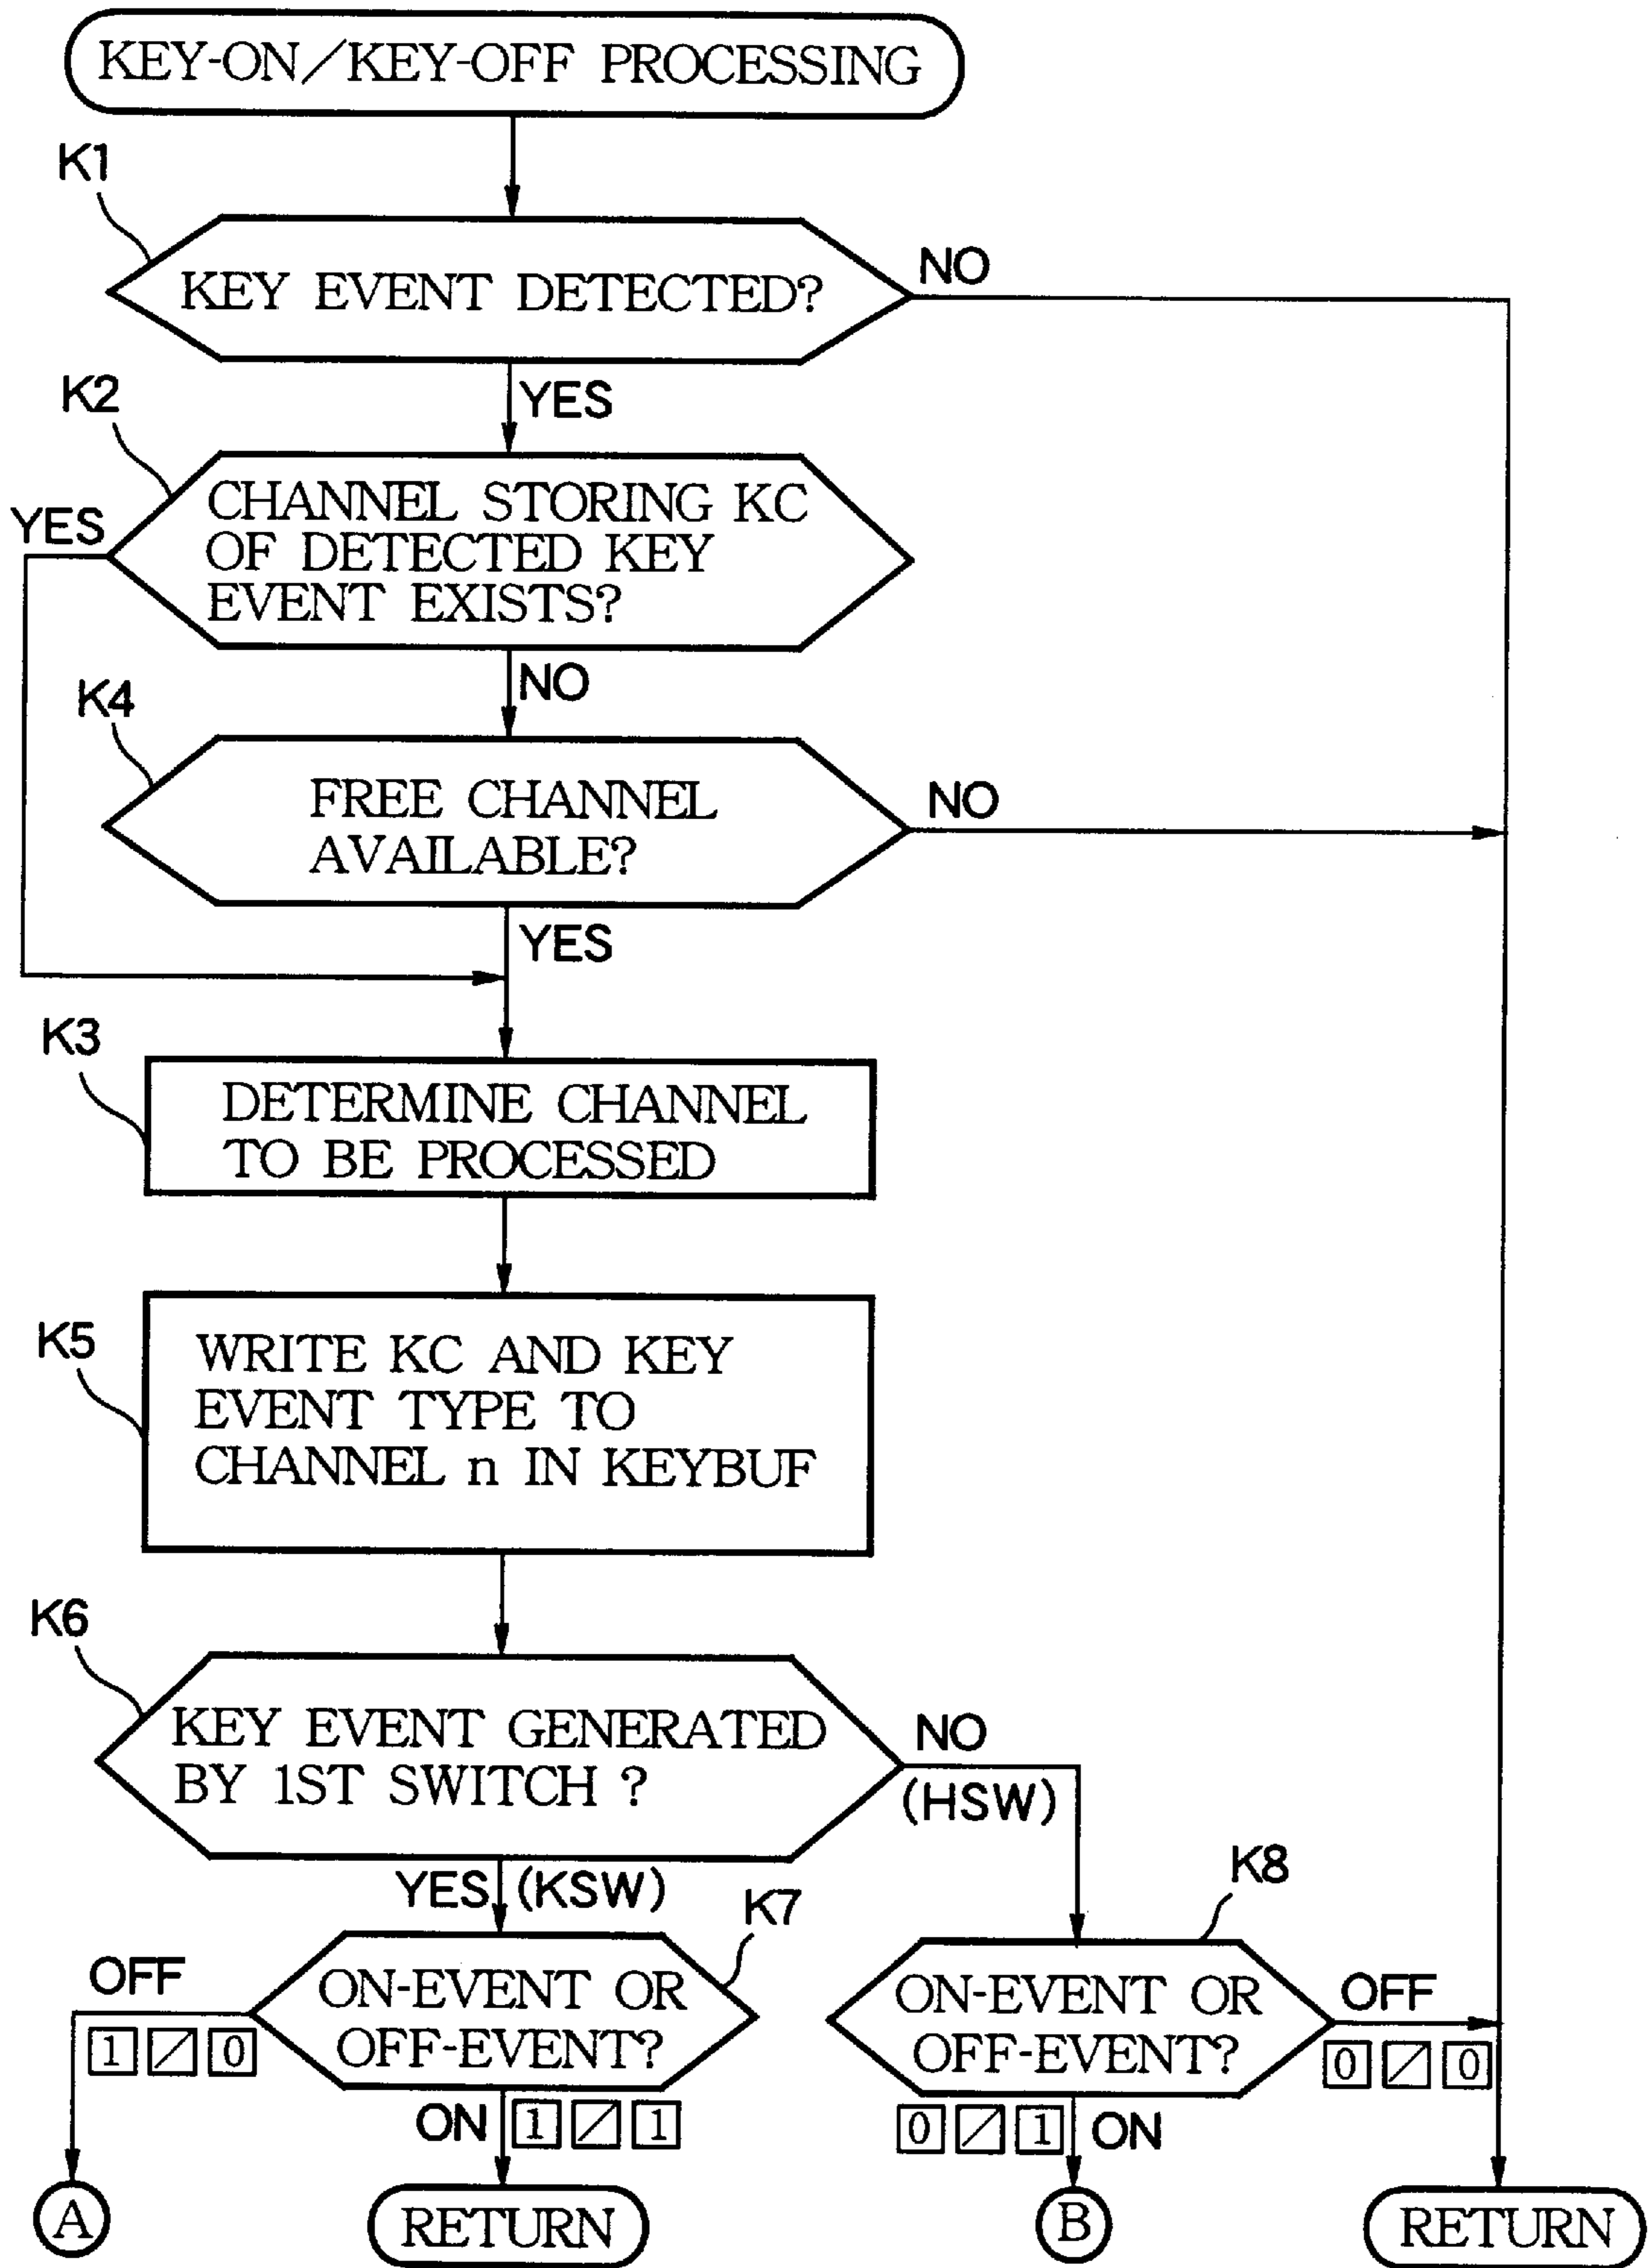 KEY-ON/KEY-OFF PROCESSING
K1
KEY EVENT DETECTED?
NO
YES
K2
CHANNEL STORING KC
OF DETECTED KEY
EVENT EXISTS?
YES
NO
K4
FREE CHANNEL
AVAILABLE?
NO
YES
K3
DETERMINE CHANNEL
TO BE PROCESSED
K5
WRITE KC AND KEY
EVENT TYPE TO
CHANNEL n IN KEYBUF
K6
KEY EVENT GENERATED
BY 1ST SWITCH ?
NO
(HSW)
YES (KSW)
K7
ON-EVENT OR
OFF-EVENT?
OFF
1 / 0
ON 1 / 1
K8
ON-EVENT OR
OFF-EVENT?
OFF
0 / 0
0 / 1 ON
A
RETURN
B
RETURN